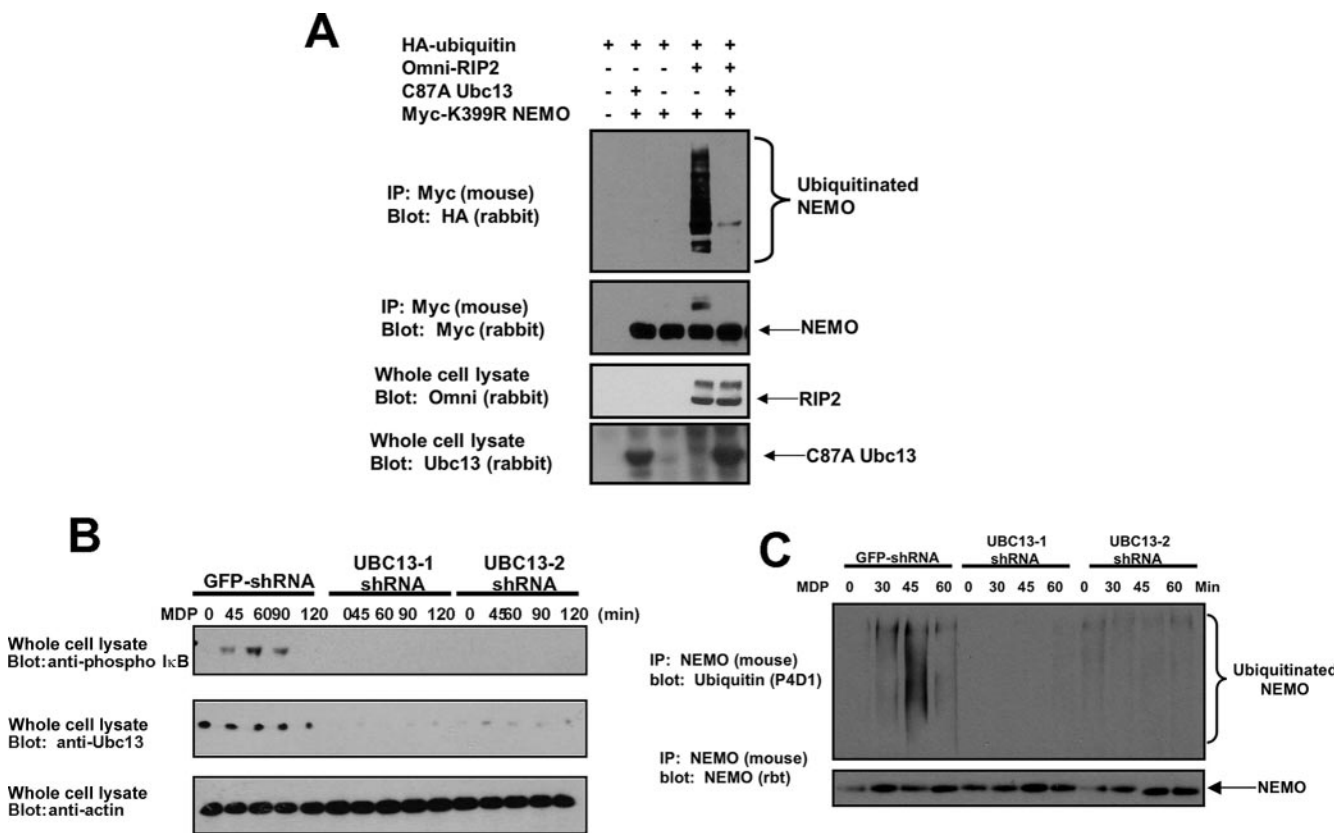 A
HA-ubiquitin + + + + +
Omni-RIP2 - - - + +
C87A Ubc13 - + - - +
Myc-K399R NEMO - + + + +
IP: Myc (mouse)
Blot: HA (rabbit)
Ubiquitinated
NEMO
IP: Myc (mouse)
Blot: Myc (rabbit)
NEMO
Whole cell lysate
Blot: Omni (rabbit)
RIP2
Whole cell lysate
Blot: Ubc13 (rabbit)
C87A Ubc13
B
GFP-shRNA
UBC13-1
shRNA
UBC13-2
shRNA
MDP 0 45 6090 120 045 60 90 120 0 4560 90 120 (min)
Whole cell lysate
Blot:anti-phospho IκB
Whole cell lysate
Blot: anti-Ubc13
Whole cell lysate
Blot:anti-actin
C
GFP-shRNA
UBC13-1
shRNA
UBC13-2
shRNA
MDP 0 30 45 60 0 30 45 60 0 30 45 60 Min
IP: NEMO (mouse)
blot: Ubiquitin (P4D1)
Ubiquitinated
NEMO
IP: NEMO (mouse)
blot: NEMO (rbt)
NEMO